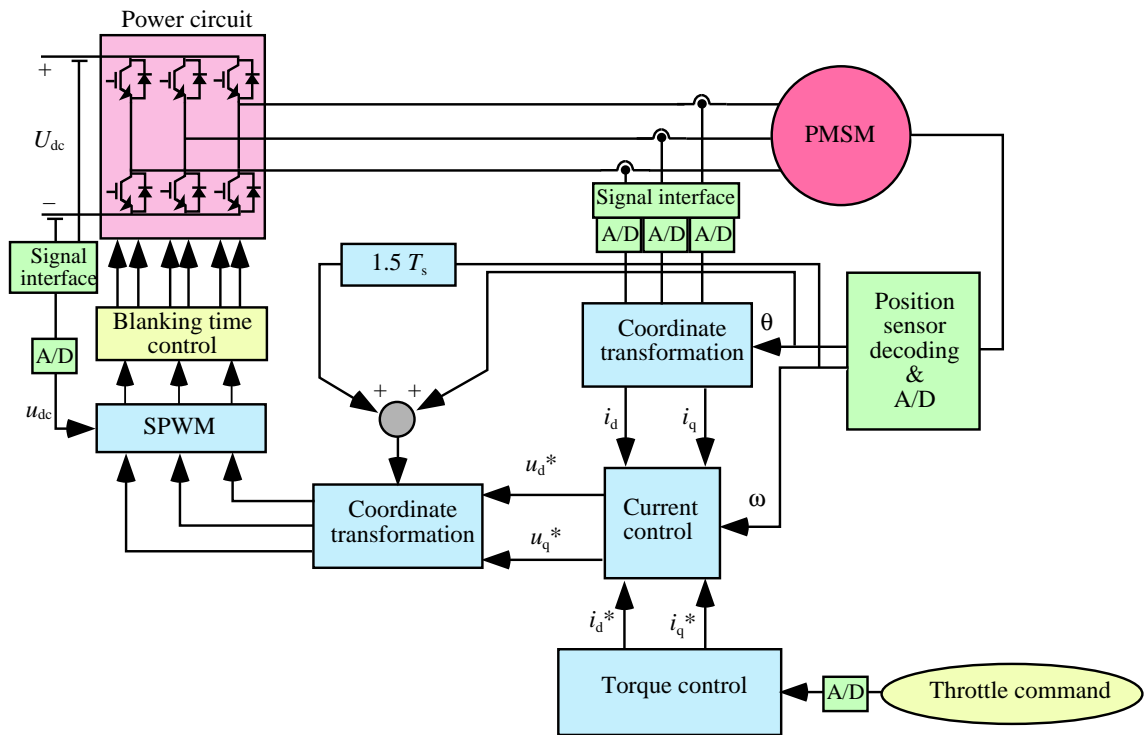 Power circuit
+
U_dc
−
PMSM
Signal interface
A/D A/D A/D
Signal
interface
1.5 T_s
Blanking time
control
A/D
Coordinate
transformation
θ
Position
sensor
decoding
&
A/D
+ +
u_dc
SPWM
i_d i_q
u_d*
Coordinate
transformation
u_q*
Current
control
ω
i_d* i_q*
Torque control
A/D
Throttle command